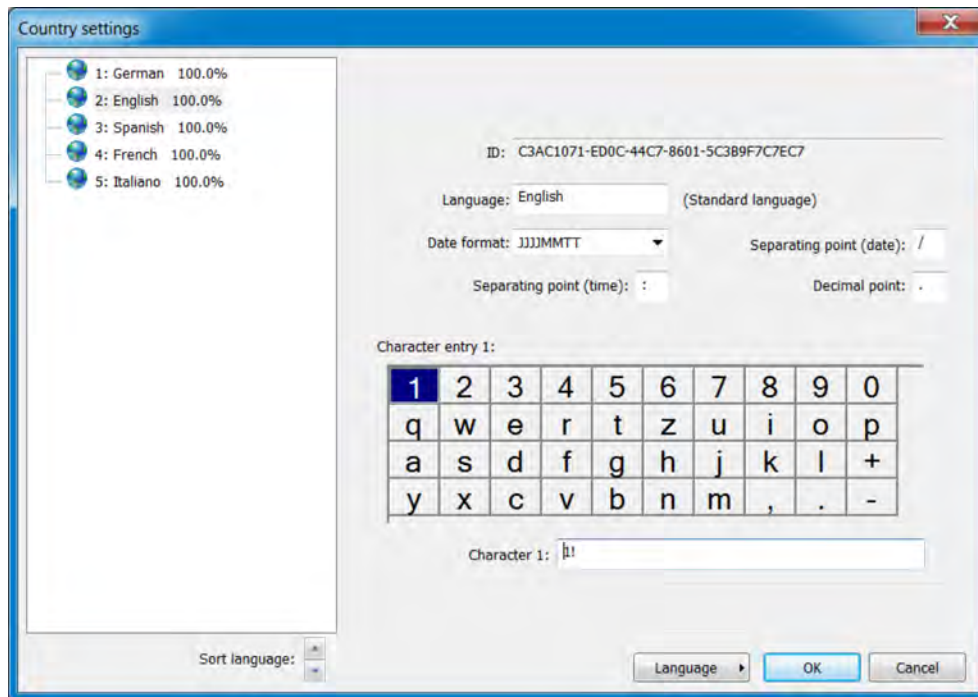 Country settings
1: German 100.0%
2: English 100.0%
3: Spanish 100.0%
4: French 100.0%
5: Italiano 100.0%
Sort language:
ID: C3AC1071-ED0C-44C7-8601-5C3B9F7C7EC7
Language: English (Standard language)
Date format: JJJJMMTT Separating point (date): /
Separating point (time): : Decimal point: .
Character entry 1:
1 2 3 4 5 6 7 8 9 0
q w e r t z u i o p
a s d f g h j k l +
y x c v b n m , . -
Character 1: 1!
Language OK Cancel